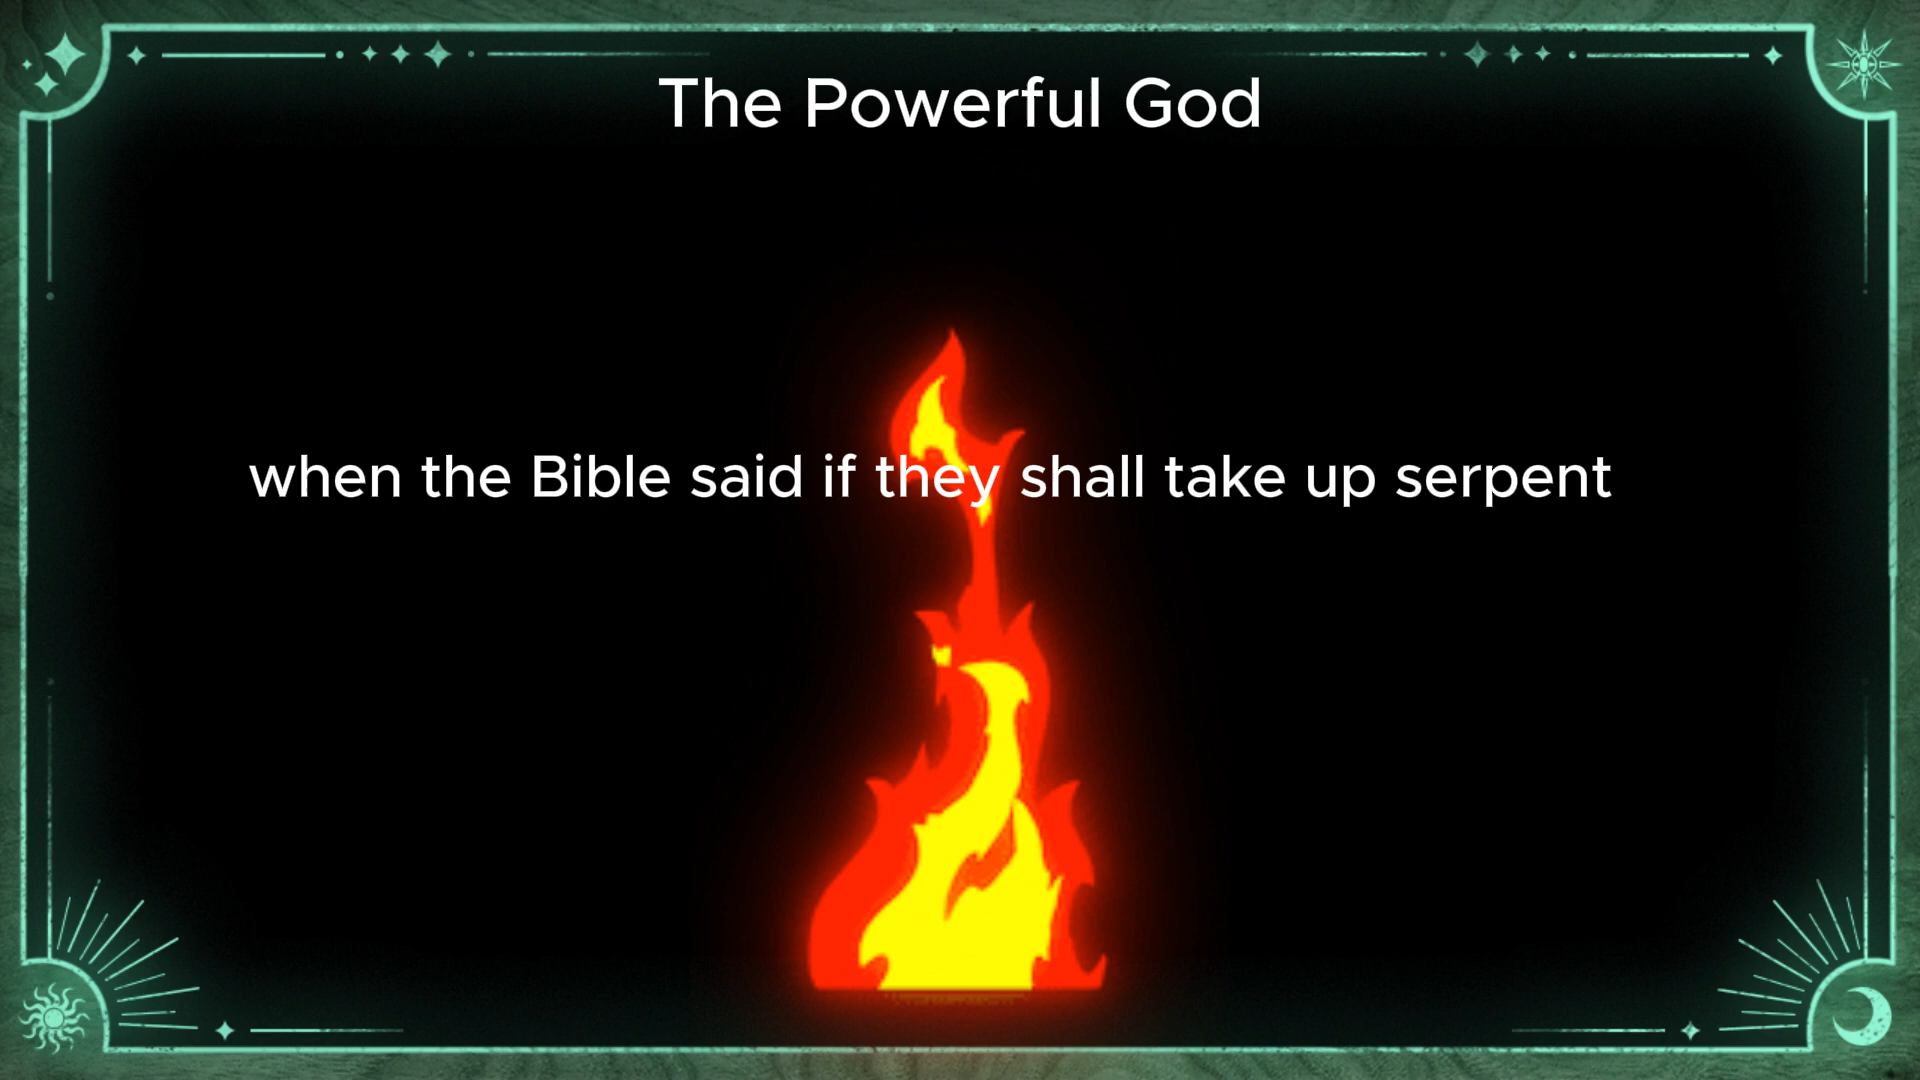 The Powerful God
when the Bible said if they shall take up serpent